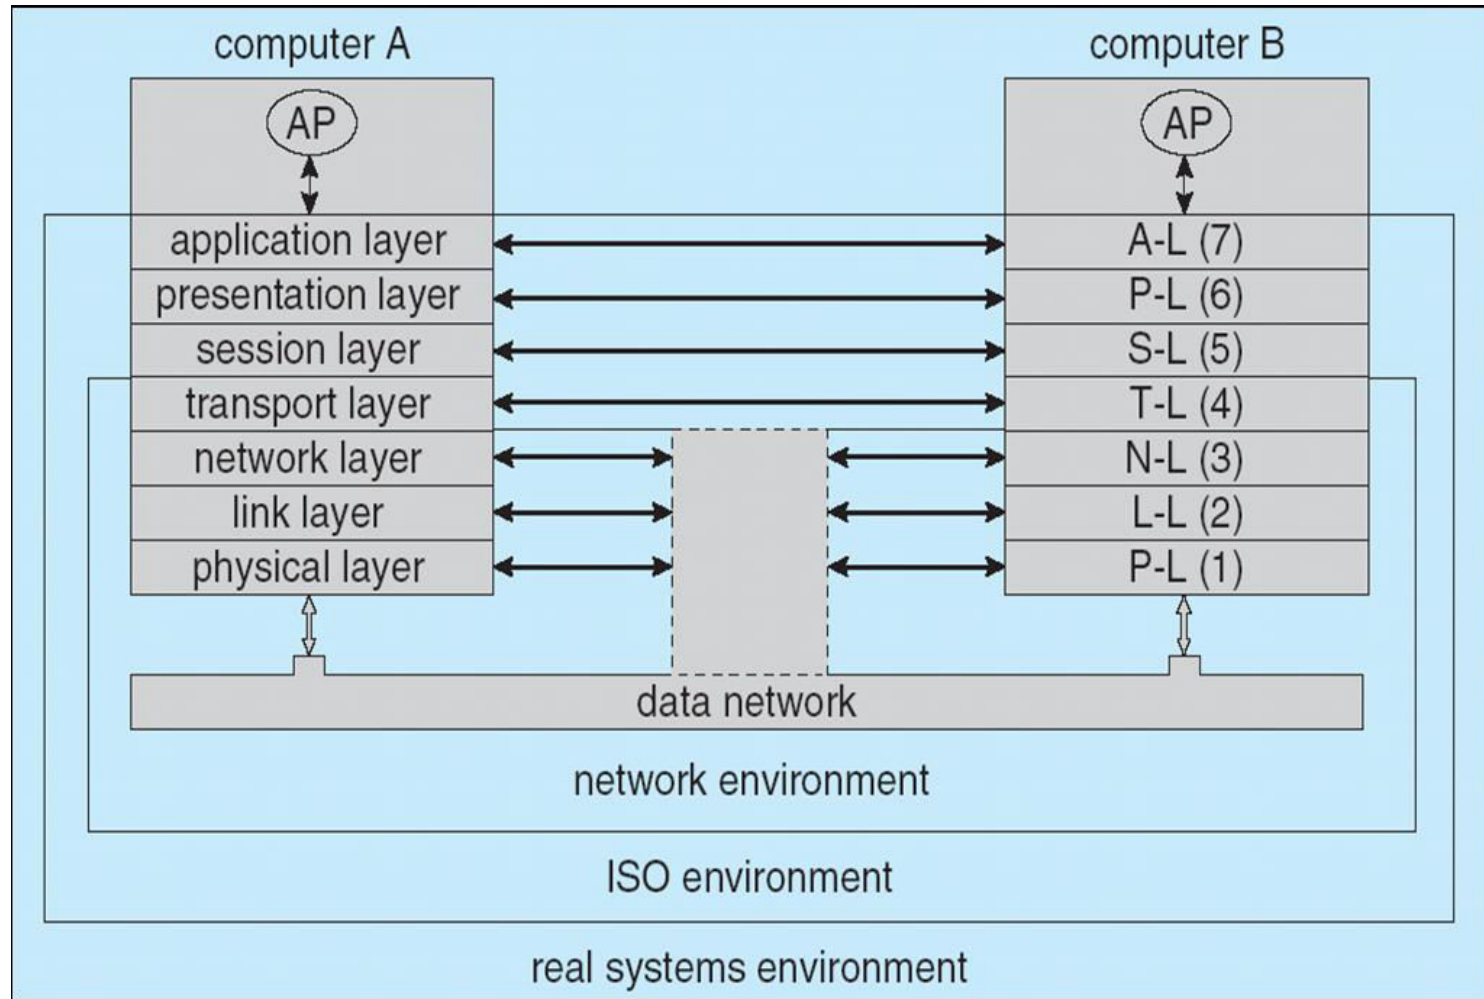 computer A computer B
AP AP
application layer A-L (7)
presentation layer P-L (6)
session layer S-L (5)
transport layer T-L (4)
network layer N-L (3)
link layer L-L (2)
physical layer P-L (1)
data network
network environment
ISO environment
real systems environment